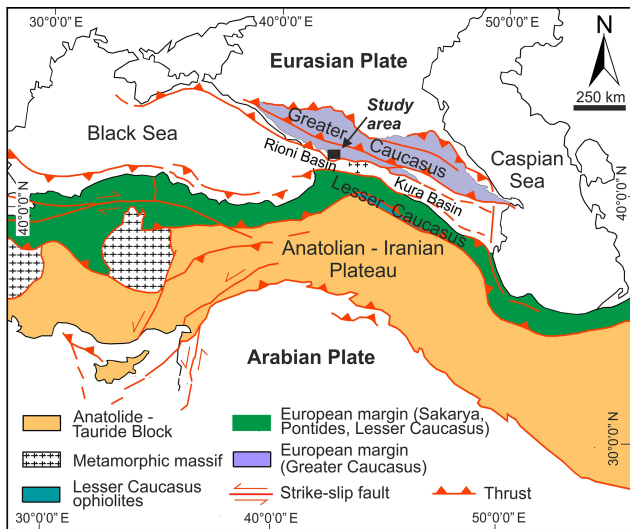 30°0'0"E
40°0'0"E
50°0'0"E
Eurasian Plate
N
250 km
Study
area
Greater
Caucasus
Black Sea
Rioni Basin
Caspian
Sea
Kura Basin
Lesser Caucasus
40°0'0"N
40°0'0"N
Anatolian - Iranian
Plateau
Arabian Plate
30°0'0"N
Anatolide -
Tauride Block
European margin (Sakarya,
Pontides, Lesser Caucasus)
Metamorphic massif
European margin
(Greater Caucasus)
Lesser Caucasus
ophiolites
Strike-slip fault
Thrust
30°0'0"E
40°0'0"E
50°0'0"E